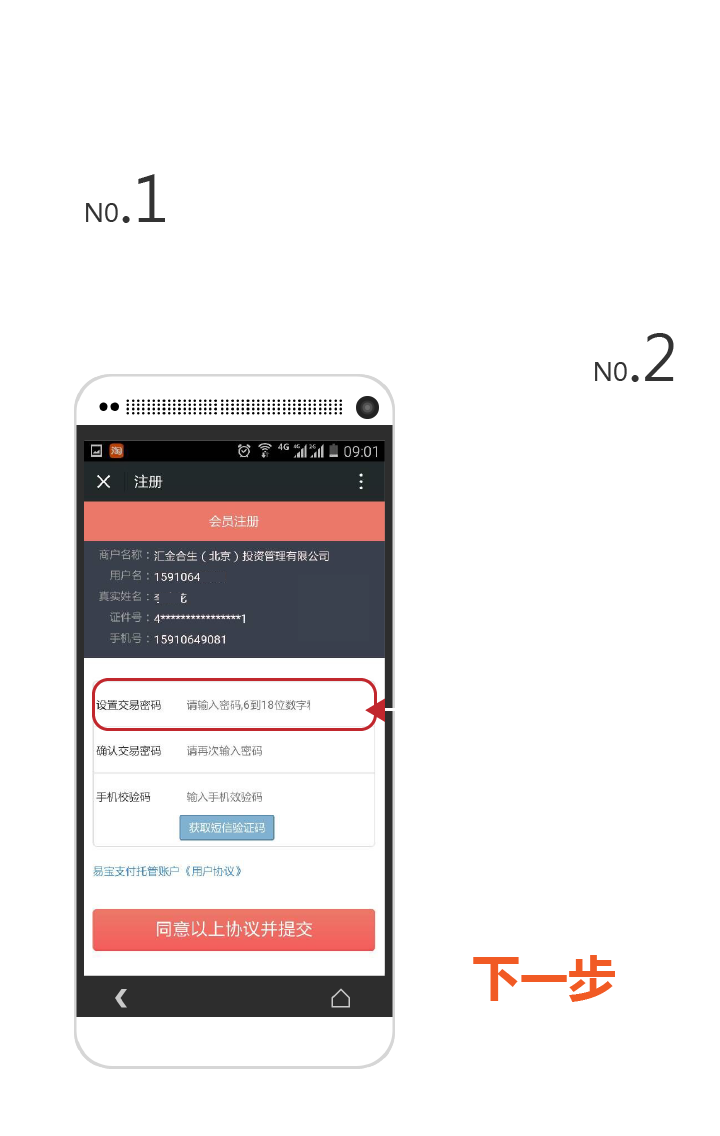 N0.1
N0.2
淘
4G 4G 2G 09:01
注册
会员注册
商户名称：汇金合生（北京）投资管理有限公司
用户名：1591064
真实姓名：
证件号：4****************1
手机号：15910649081
设置交易密码 请输入密码,6到18位数字
确认交易密码 请再次输入密码
手机校验码 输入手机效验码
获取短信验证码
易宝支付托管账户《用户协议》
同意以上协议并提交
下一步